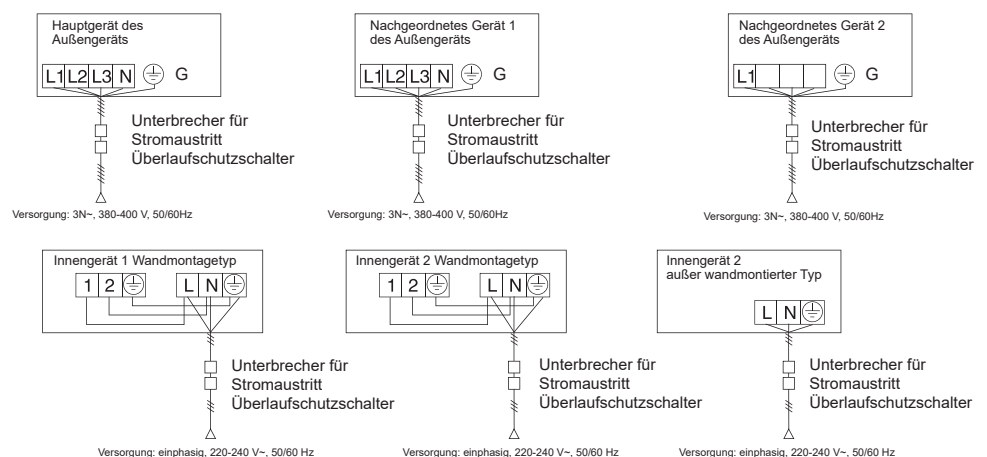 Hauptgerät des
Außengeräts
L1 L2 L3 N G
Unterbrecher für
Stromaustritt
Überlaufschutzschalter
Versorgung: 3N~, 380-400 V, 50/60Hz
Nachgeordnetes Gerät 1
des Außengeräts
L1 L2 L3 N G
Unterbrecher für
Stromaustritt
Überlaufschutzschalter
Versorgung: 3N~, 380-400 V, 50/60Hz
Nachgeordnetes Gerät 2
des Außengeräts
L1 G
Unterbrecher für
Stromaustritt
Überlaufschutzschalter
Versorgung: 3N~, 380-400 V, 50/60 Hz
Innengerät 1 Wandmontagetyp
1 2 L N
Unterbrecher für
Stromaustritt
Überlaufschutzschalter
Versorgung: einphasig, 220-240 V~, 50/60 Hz
Innengerät 2 Wandmontagetyp
1 2 L N
Unterbrecher für
Stromaustritt
Überlaufschutzschalter
Versorgung: einphasig, 220-240 V~, 50/60 Hz
Innengerät 2
außer wandmontierter Typ
L N
Unterbrecher für
Stromaustritt
Überlaufschutzschalter
Versorgung: einphasig, 220-240 V~, 50/60 Hz